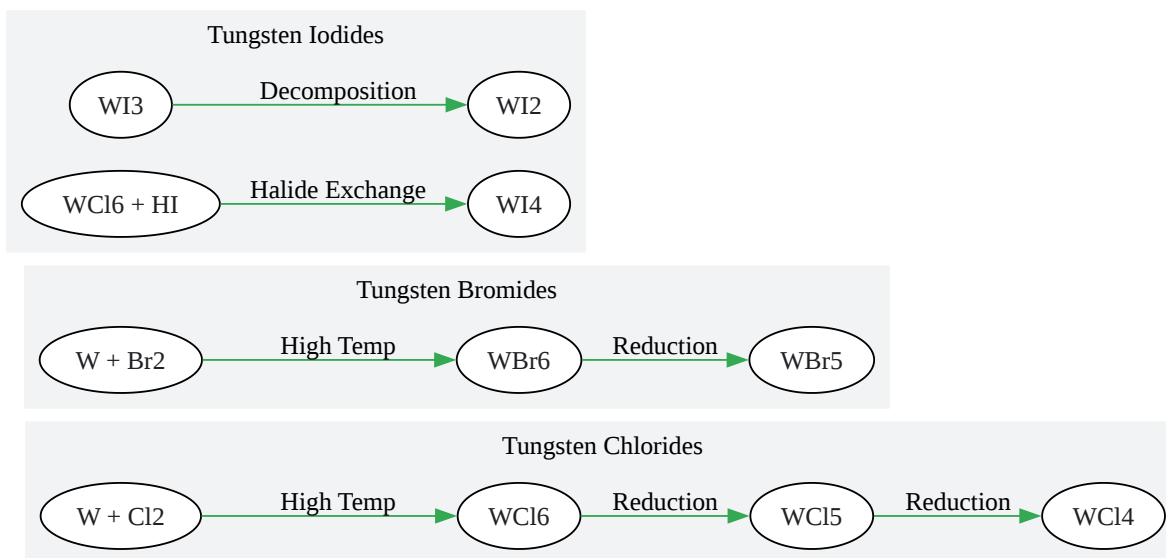 Tungsten Iodides
WI3
Decomposition
WI2
WCl6 + HI
Halide Exchange
WI4
Tungsten Bromides
W + Br2
High Temp
WBr6
Reduction
WBr5
Tungsten Chlorides
W + Cl2
High Temp
WCl6
Reduction
WCl5
Reduction
WCl4